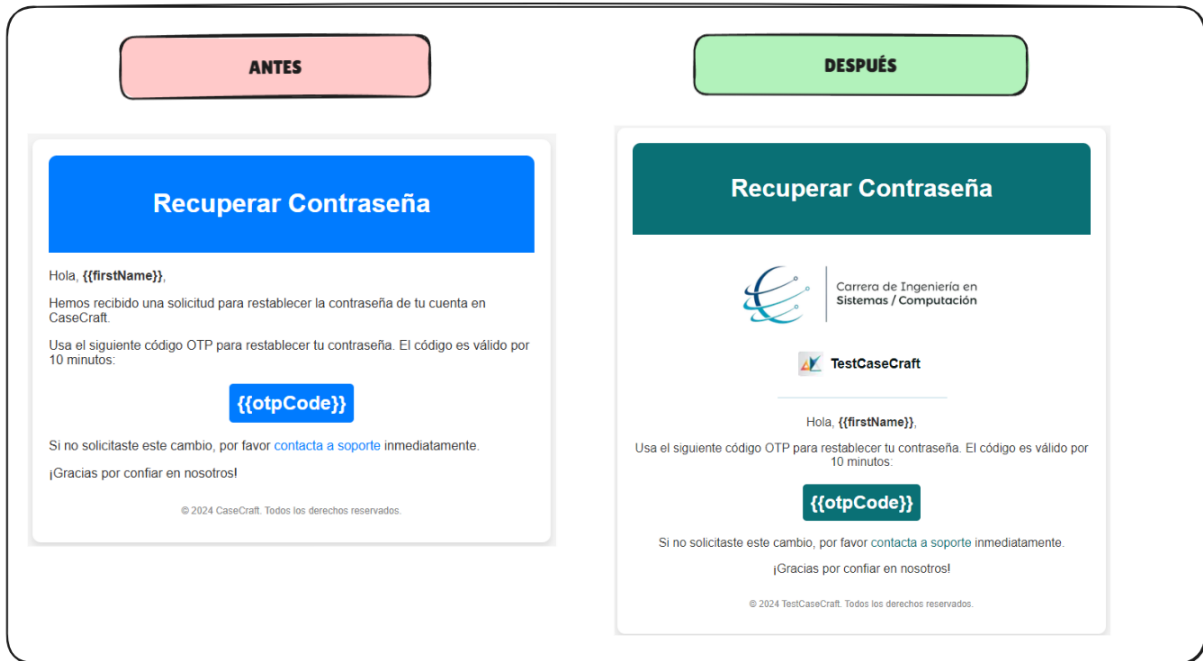 ANTES
Recuperar Contraseña
Hola, {{firstName}},
Hemos recibido una solicitud para restablecer la contraseña de tu cuenta en
CaseCraft.
Usa el siguiente código OTP para restablecer tu contraseña. El código es válido por
10 minutos:
{{otpCode}}
Si no solicitaste este cambio, por favor contacta a soporte inmediatamente.
¡Gracias por confiar en nosotros!
© 2024 CaseCraft. Todos los derechos reservados.
DESPUÉS
Recuperar Contraseña
Carrera de Ingeniería en
Sistemas / Computación
TestCaseCraft
Hola, {{firstName}},
Usa el siguiente código OTP para restablecer tu contraseña. El código es válido por
10 minutos:
{{otpCode}}
Si no solicitaste este cambio, por favor contacta a soporte inmediatamente.
¡Gracias por confiar en nosotros!
© 2024 TestCaseCraft. Todos los derechos reservados.